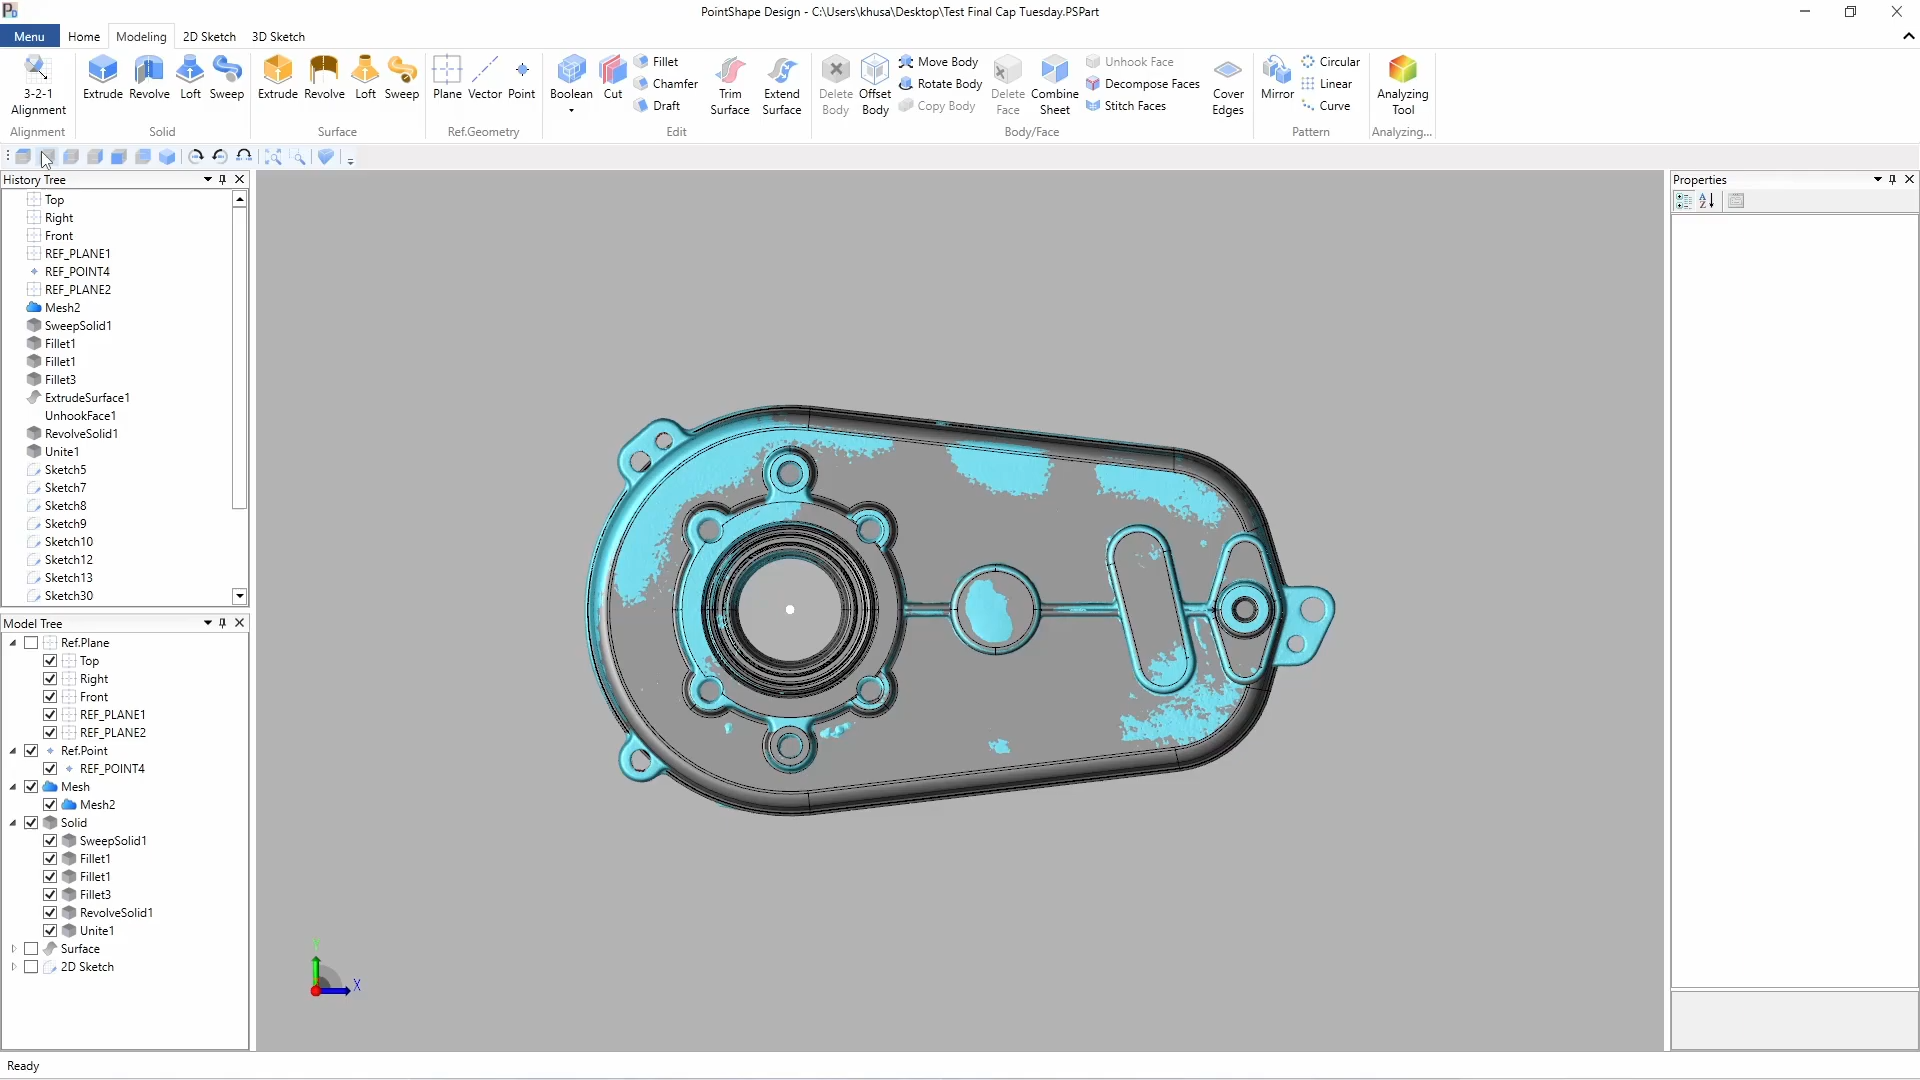 PointShape Design - C:\Users\khusa\Desktop\Test Final Cap Tuesday.PSPart
Menu Home Modeling 2D Sketch 3D Sketch
3-2-1 Alignment
Alignment
Extrude Revolve Loft Sweep
Solid
Extrude Revolve Loft Sweep
Surface
Plane Vector Point
Ref.Geometry
Boolean Cut
Fillet
Chamfer
Draft
Trim Surface
Extend Surface
Edit
Delete Body
Offset Body
Move Body
Rotate Body
Copy Body
Delete Face
Combine Sheet
Unhook Face
Decompose Faces
Stitch Faces
Cover Edges
Body/Face
Mirror
Circular
Linear
Curve
Pattern
Analyzing Tool
Analyzing...
History Tree
Top
Right
Front
REF_PLANE1
REF_POINT4
REF_PLANE2
Mesh2
SweepSolid1
Fillet1
Fillet1
Fillet3
ExtrudeSurface1
UnhookFace1
RevolveSolid1
Unite1
Sketch5
Sketch7
Sketch8
Sketch9
Sketch10
Sketch12
Sketch13
Sketch30
Model Tree
Ref.Plane
Top
Right
Front
REF_PLANE1
REF_PLANE2
Ref.Point
REF_POINT4
Mesh
Mesh2
Solid
SweepSolid1
Fillet1
Fillet1
Fillet3
RevolveSolid1
Unite1
Surface
2D Sketch
X
Properties
Ready